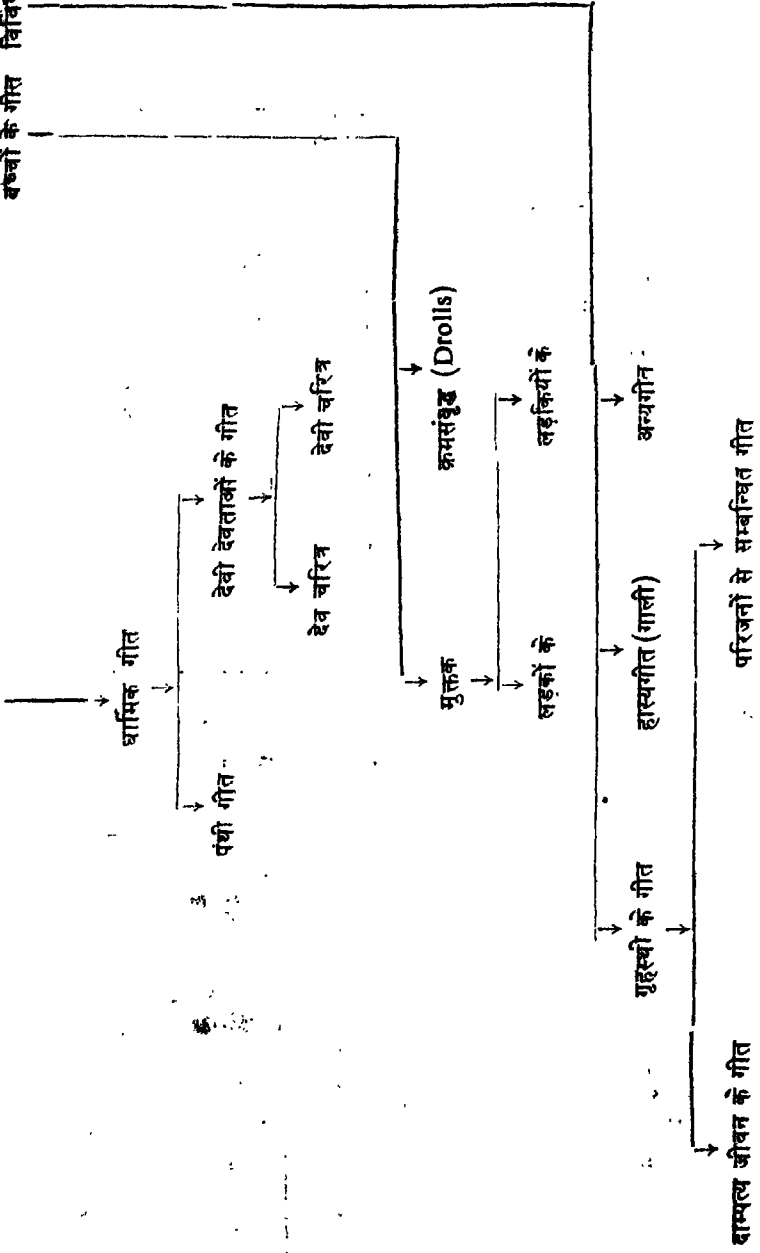 बच्चों के गीत
धार्मिक गीत
पंथी गीत देवी देवताओं के गीत
देव चरित्र देवी चरित्र
मुक्तक क्रमसंवृद्ध (Drolls)
लड़कों के लड़कियों के
गृहस्थी के गीत हास्यगीत (गाली) अन्यगीत
दाम्पत्य जीवन के गीत परिजनों से सम्बन्धित गीत